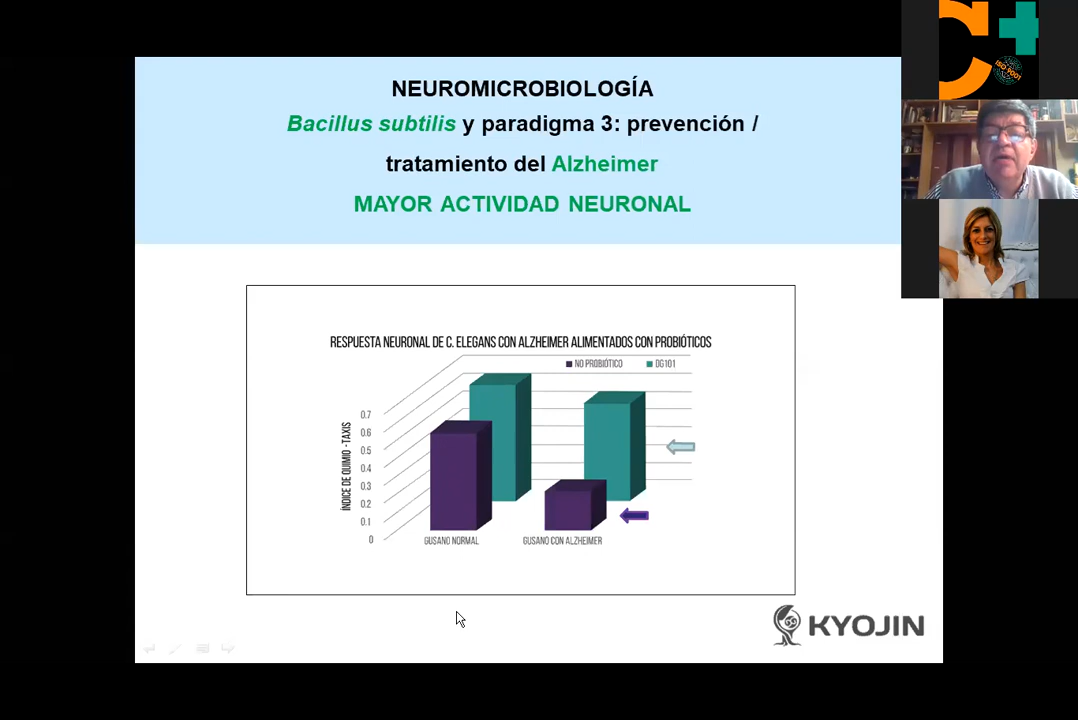 NEUROMICROBIOLOGÍA
Bacillus subtilis y paradigma 3: prevención /
tratamiento del Alzheimer
MAYOR ACTIVIDAD NEURONAL
RESPUESTA NEURONAL DE C. ELEGANS CON ALZHEIMER ALIMENTADOS CON PROBIÓTICOS
NO PROBIÓTICO DG101
ÍNDICE DE QUIMIO - TAXIS
0.7
0.6
0.5
0.4
0.3
0.2
0.1
0
GUSANO NORMAL GUSANO CON ALZHEIMER
KYOJIN
C+
ISO 9001